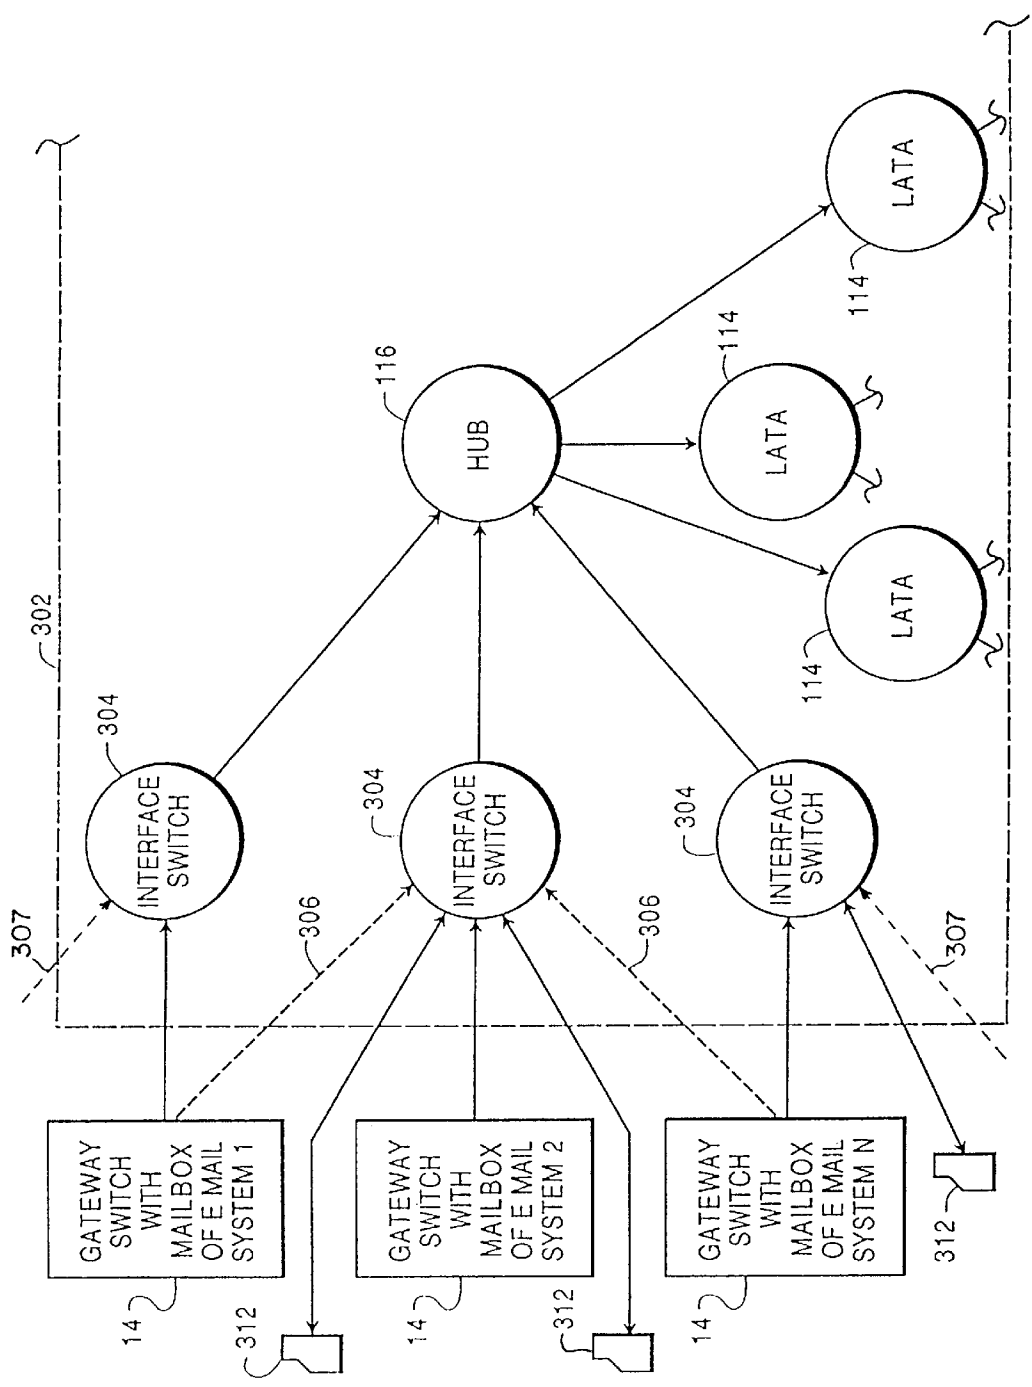 302
307
304
INTERFACE
SWITCH
GATEWAY
SWITCH
WITH
MAILBOX
OF E MAIL
SYSTEM 1
14
306
312
116
HUB
304
INTERFACE
SWITCH
GATEWAY
SWITCH
WITH
MAILBOX
OF E MAIL
SYSTEM 2
14
306
312
114
LATA
304
INTERFACE
SWITCH
GATEWAY
SWITCH
WITH
MAILBOX
OF E MAIL
SYSTEM N
14
307
312
114
LATA
114
LATA